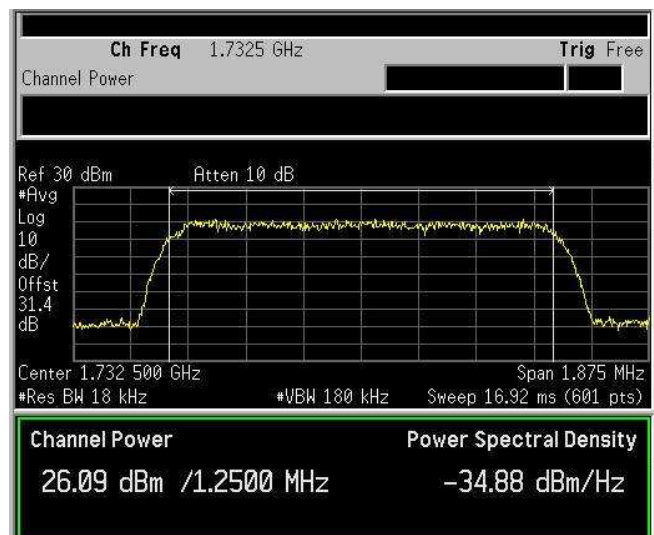 Ch Freq 1.7325 GHz Trig Free
Channel Power
Ref 30 dBm Atten 10 dB
#Avg
Log
10
dB/
Offst
31.4
dB
Center 1.732 500 GHz Span 1.875 MHz
#Res BW 18 kHz #VBW 180 kHz Sweep 16.92 ms (601 pts)
Channel Power Power Spectral Density
26.09 dBm /1.2500 MHz -34.88 dBm/Hz